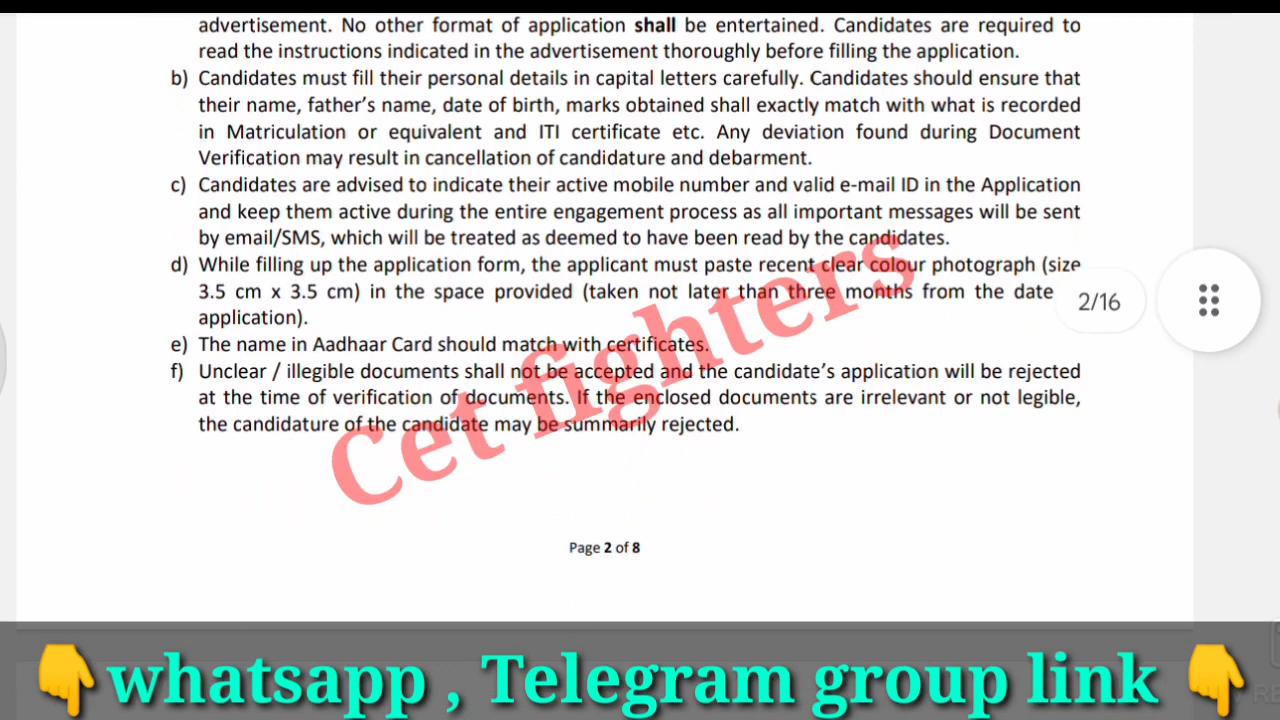 advertisement. No other format of application shall be entertained. Candidates are required to
read the instructions indicated in the advertisement thoroughly before filling the application.
b) Candidates must fill their personal details in capital letters carefully. Candidates should ensure that
their name, father's name, date of birth, marks obtained shall exactly match with what is recorded
in Matriculation or equivalent and ITI certificate etc. Any deviation found during Document
Verification may result in cancellation of candidature and debarment.
c) Candidates are advised to indicate their active mobile number and valid e-mail ID in the Application
and keep them active during the entire engagement process as all important messages will be sent
by email/SMS, which will be treated as deemed to have been read by the candidates.
d) While filling up the application form, the applicant must paste recent clear colour photograph (size
3.5 cm x 3.5 cm) in the space provided (taken not later than three months from the date
application).
2/16
e) The name in Aadhaar Card should match with certificates.
f) Unclear / illegible documents shall not be accepted and the candidate's application will be rejected
at the time of verification of documents. If the enclosed documents are irrelevant or not legible,
the candidature of the candidate may be summarily rejected.
Cet fighters
Page 2 of 8
👇whatsapp , Telegram group link 👇